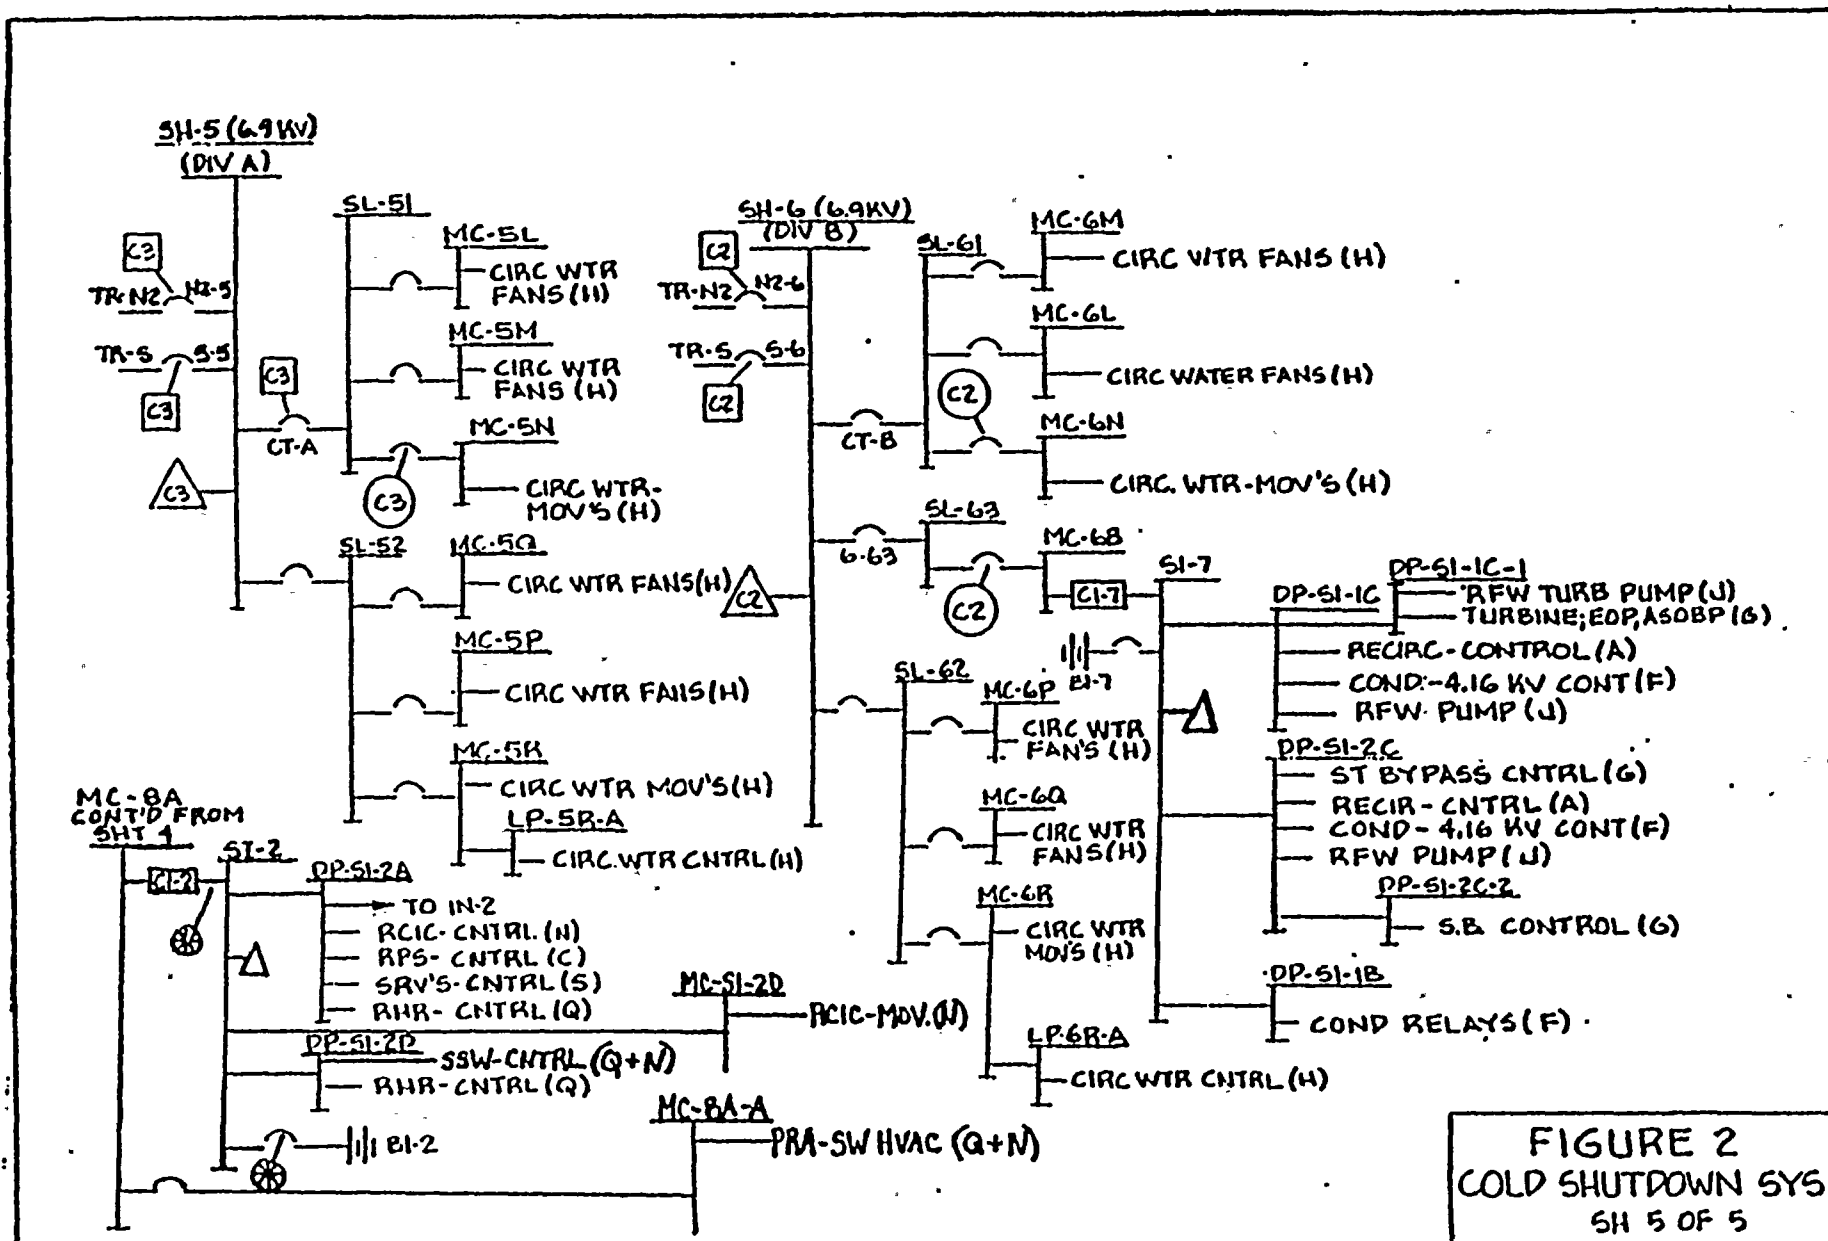 SH-5 (6.9 KV)
(DIV A)
C3
TR-N2
N2-5
TR-S
S-5
C3
C3
CT-A
C3
SL-51
MC-5L
CIRC WTR
FANS (H)
MC-5M
CIRC WTR
FANS (H)
MC-5N
C3
CIRC WTR-
MOV'S (H)
SL-52
MC-5Q
CIRC WTR FANS (H)
MC-5P
CIRC WTR FANS (H)
MC-5R
CIRC WTR MOV'S (H)
LP-5R-A
CIRC. WTR CNTRL (H)
SH-6 (6.9KV)
(DIV B)
C2
TR-N2
N2-6
TR-S
S-6
C2
CT-B
C2
SL-61
MC-6M
CIRC WTR FANS (H)
MC-6L
CIRC WATER FANS (H)
C2
MC-6N
CIRC. WTR-MOV'S (H)
6-63
SL-63
C2
MC-6B
C1-7
SL-62
MC-6P
CIRC WTR
FAN'S (H)
MC-6Q
CIRC WTR
FANS (H)
MC-6R
CIRC WTR
MOV'S (H)
LP-6R-A
CIRC WTR CNTRL (H)
S1-7
B1-7
DP-S1-1C
DP-S1-1C-1
RFW TURB PUMP (J)
TURBINE; EOP, ASOBP (G)
RECIRC-CONTROL (A)
COND.-4.16 KV CONT (F)
RFW PUMP (J)
DP-S1-2C
ST BYPASS CNTRL (G)
RECIR-CNTRL (A)
COND-4.16 KV CONT (F)
RFW PUMP (J)
DP-S1-2C-2
S.B. CONTROL (G)
DP-S1-1B
COND RELAYS (F)
MC-8A
CONT'D FROM
SHT 4
C1-2
S1-2
DP-S1-2A
TO IN-2
RCIC-CNTRL (N)
RPS-CNTRL (C)
SRV'S-CNTRL (S)
RHR-CNTRL (Q)
MC-S1-2D
RCIC-MOV. (N)
DP-S1-2D
SSW-CNTRL (Q+N)
RHR-CNTRL (Q)
B1-2
MC-8A-A
PRA-SW HVAC (Q+N)
FIGURE 2
COLD SHUTDOWN SYS
SH 5 OF 5